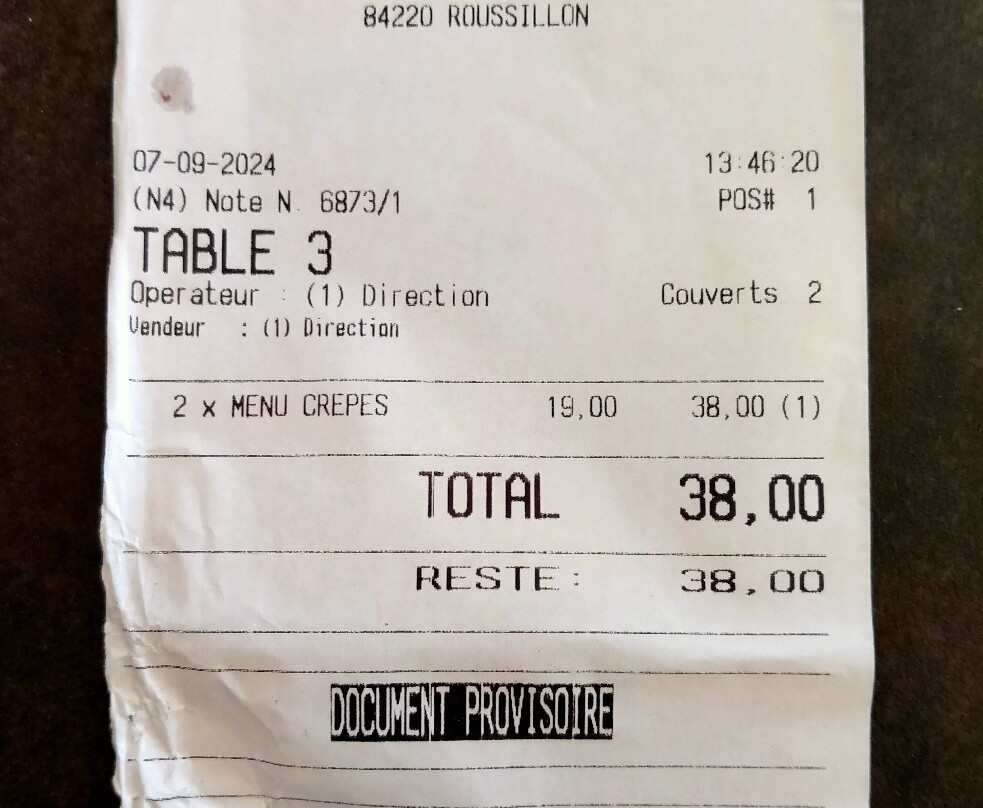 84220 ROUSSILLON
07-09-2024 13:46:20
(N4) Note N. 6873/1 POS# 1
TABLE 3
Operateur : (1) Direction Couverts 2
Vendeur : (1) Direction
2 x MENU CREPES 19,00 38,00 (1)
TOTAL 38,00
RESTE: 38,00
DOCUMENT PROVISOIRE